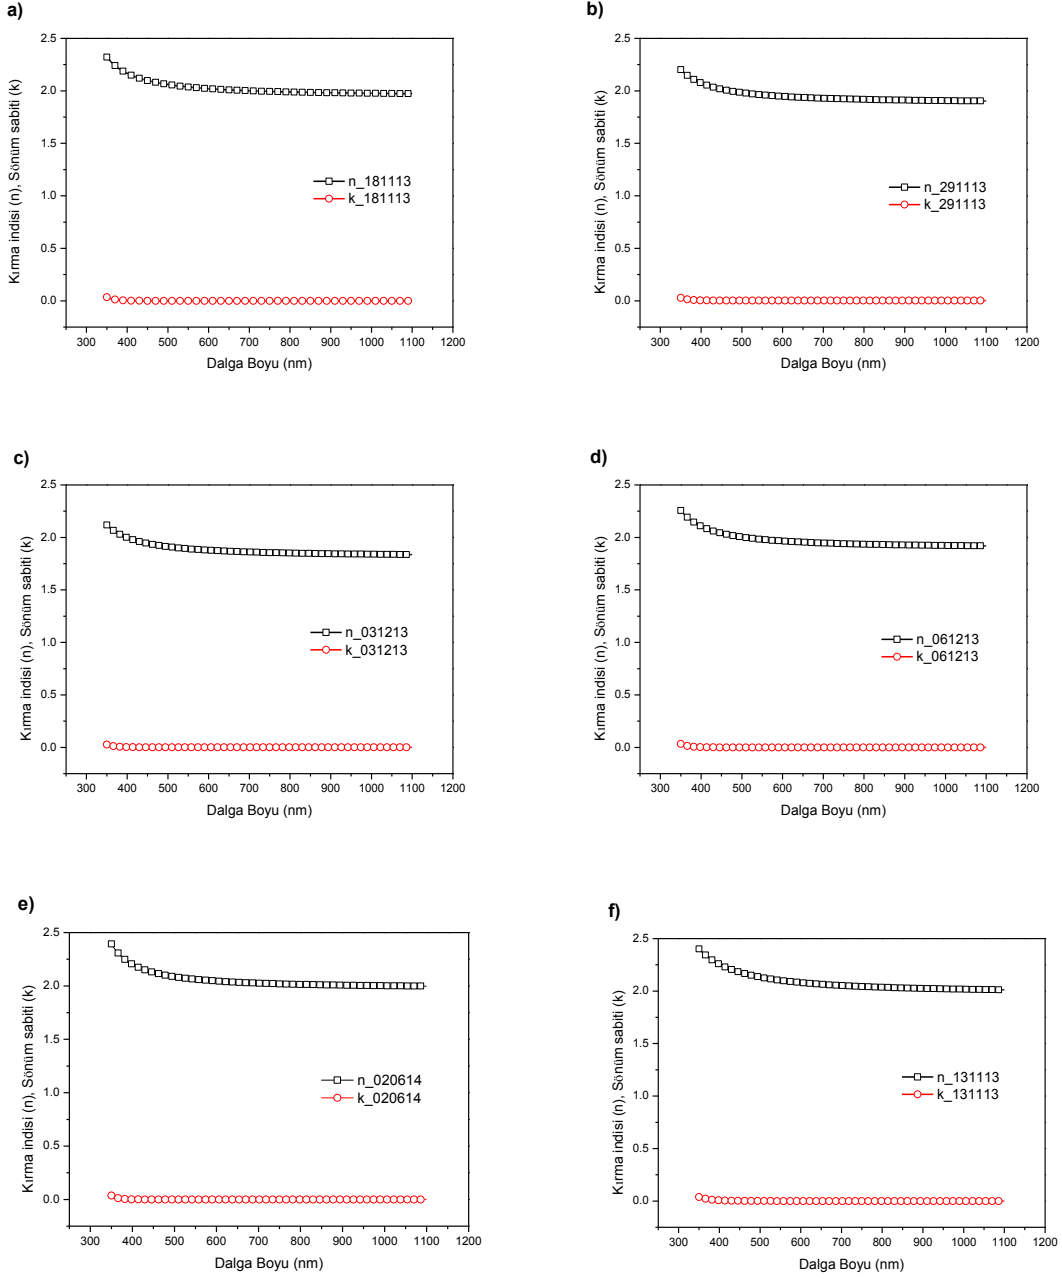 a)
2.5
2.0
1.5
1.0
0.5
0.0
Kırma indisi (n), Sönüm sabiti (k)
n_181113
k_181113
300 400 500 600 700 800 900 1000 1100 1200
Dalga Boyu (nm)
b)
2.5
2.0
1.5
1.0
0.5
0.0
Kırma indisi (n), Sönüm sabiti (k)
n_291113
k_291113
300 400 500 600 700 800 900 1000 1100 1200
Dalga Boyu (nm)
c)
2.5
2.0
1.5
1.0
0.5
0.0
Kırma indisi (n), Sönüm sabiti (k)
n_031213
k_031213
300 400 500 600 700 800 900 1000 1100 1200
Dalga Boyu (nm)
d)
2.5
2.0
1.5
1.0
0.5
0.0
Kırma indisi (n), Sönüm sabiti (k)
n_061213
k_061213
300 400 500 600 700 800 900 1000 1100 1200
Dalga Boyu (nm)
e)
2.5
2.0
1.5
1.0
0.5
0.0
Kırma indisi (n), Sönüm sabiti (k)
n_020614
k_020614
300 400 500 600 700 800 900 1000 1100 1200
Dalga Boyu (nm)
f)
2.5
2.0
1.5
1.0
0.5
0.0
Kırma indisi (n), Sönüm sabiti (k)
n_131113
k_131113
300 400 500 600 700 800 900 1000 1100 1200
Dalga Boyu (nm)